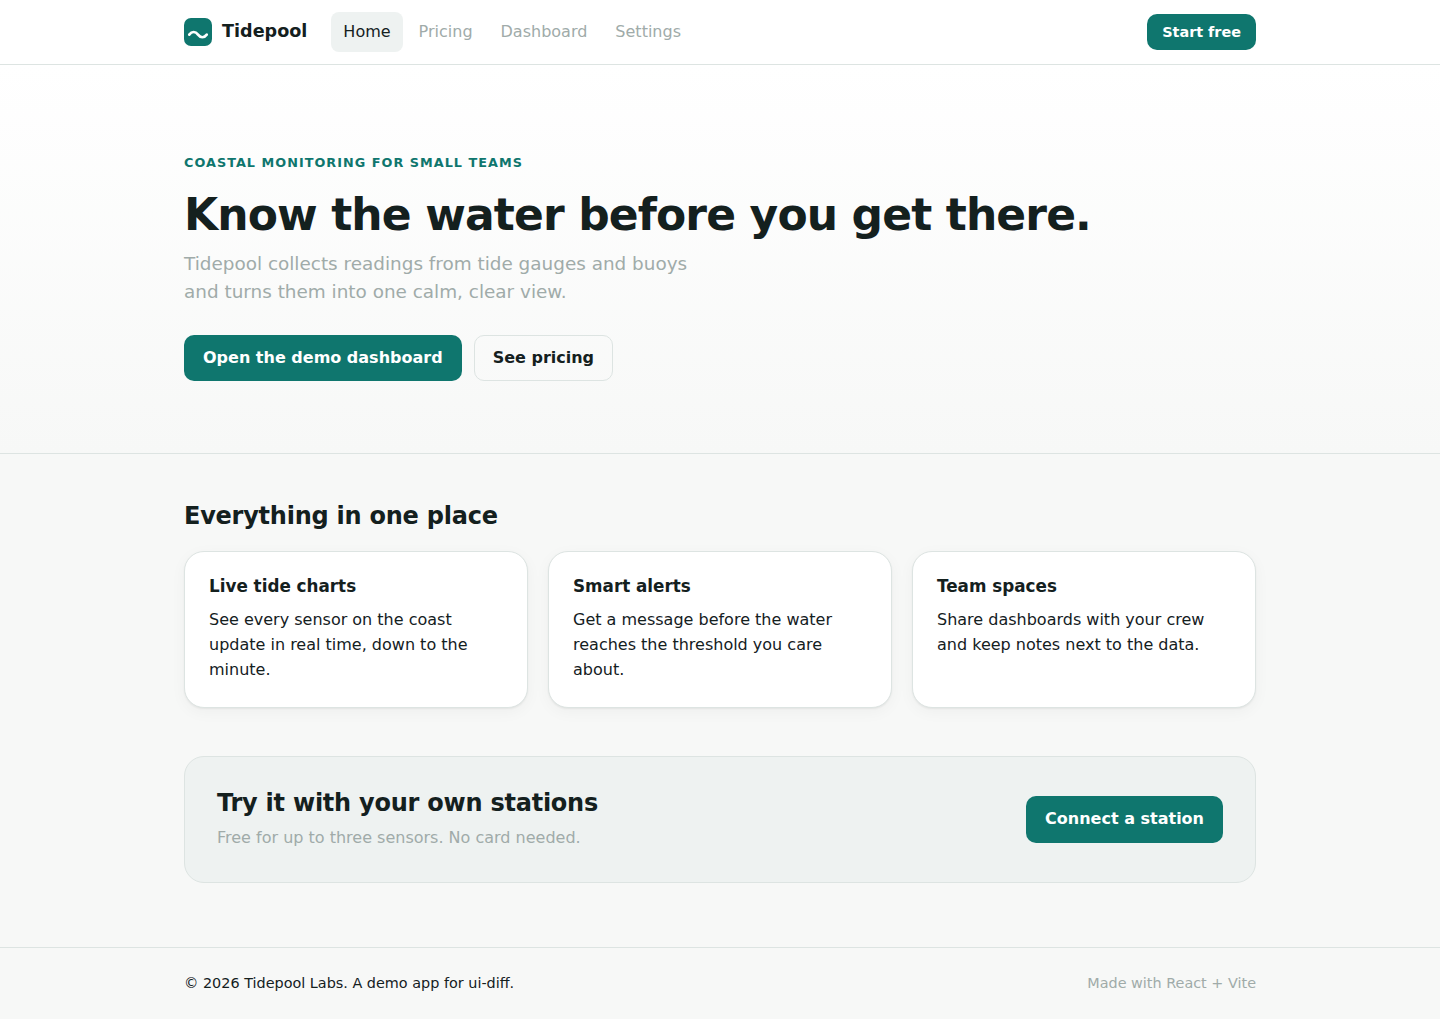 Tidepool
Home
Pricing
Dashboard
Settings
Start free
COASTAL MONITORING FOR SMALL TEAMS
Know the water before you get there.
Tidepool collects readings from tide gauges and buoys
and turns them into one calm, clear view.
Open the demo dashboard
See pricing
Everything in one place
Live tide charts
See every sensor on the coast
update in real time, down to the
minute.
Smart alerts
Get a message before the water
reaches the threshold you care
about.
Team spaces
Share dashboards with your crew
and keep notes next to the data.
Try it with your own stations
Free for up to three sensors. No card needed.
Connect a station
© 2026 Tidepool Labs. A demo app for ui-diff.
Made with React + Vite